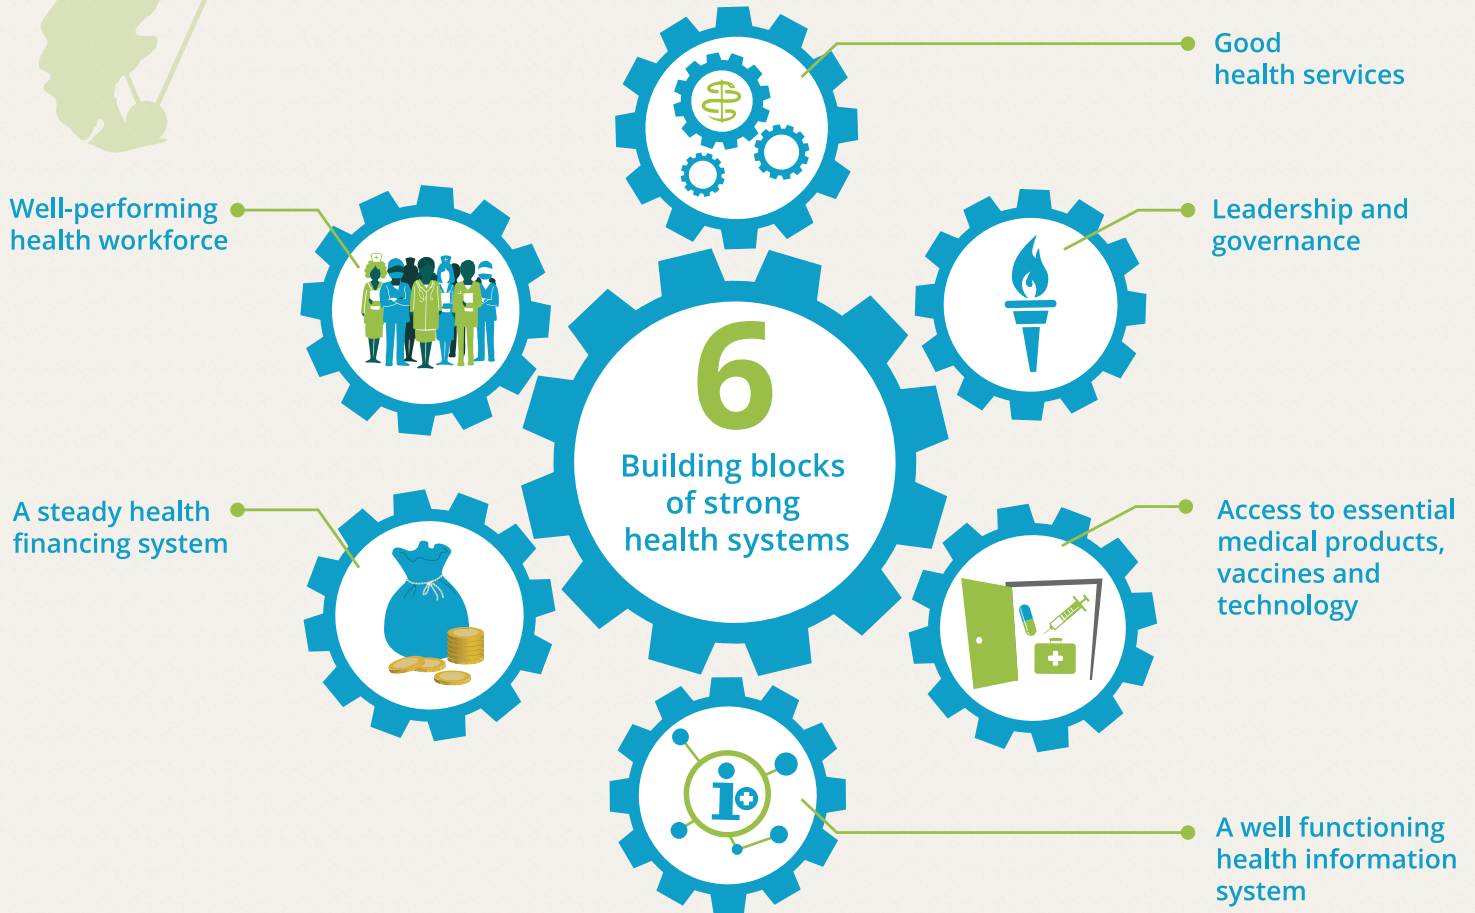 Good
health services
Well-performing
health workforce
Leadership and
governance
6
Building blocks
of strong
health systems
A steady health
financing system
Access to essential
medical products,
vaccines and
technology
i
A well functioning
health information
system